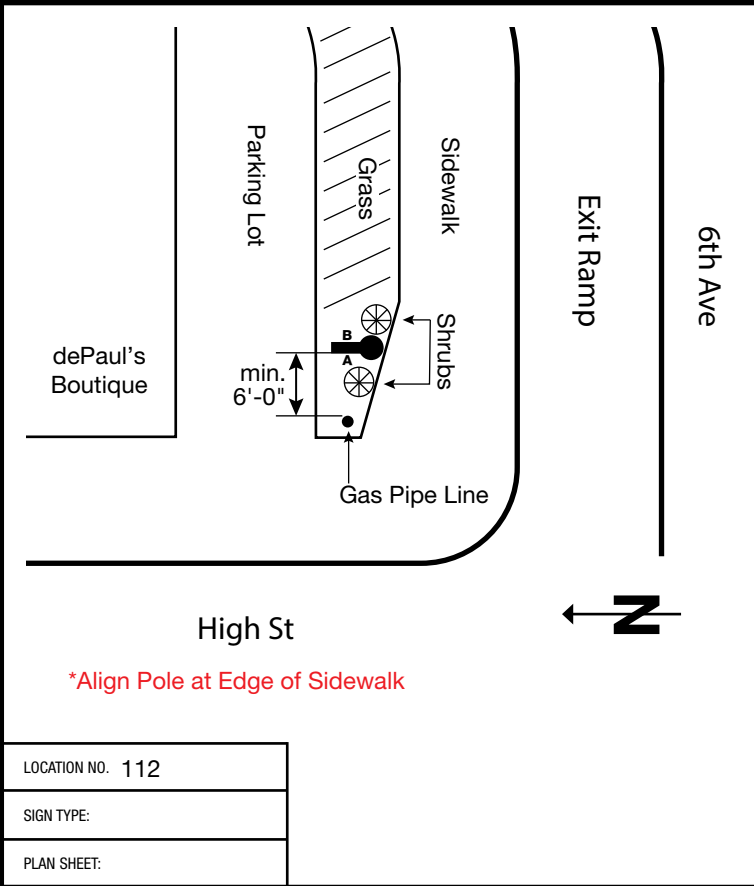 Parking Lot
Grass
Sidewalk
Exit Ramp
6th Ave
dePaul's
Boutique
B
A
min.
6'-0"
Shrubs
Gas Pipe Line
High St
N
*Align Pole at Edge of Sidewalk
LOCATION NO. 112
SIGN TYPE:
PLAN SHEET: